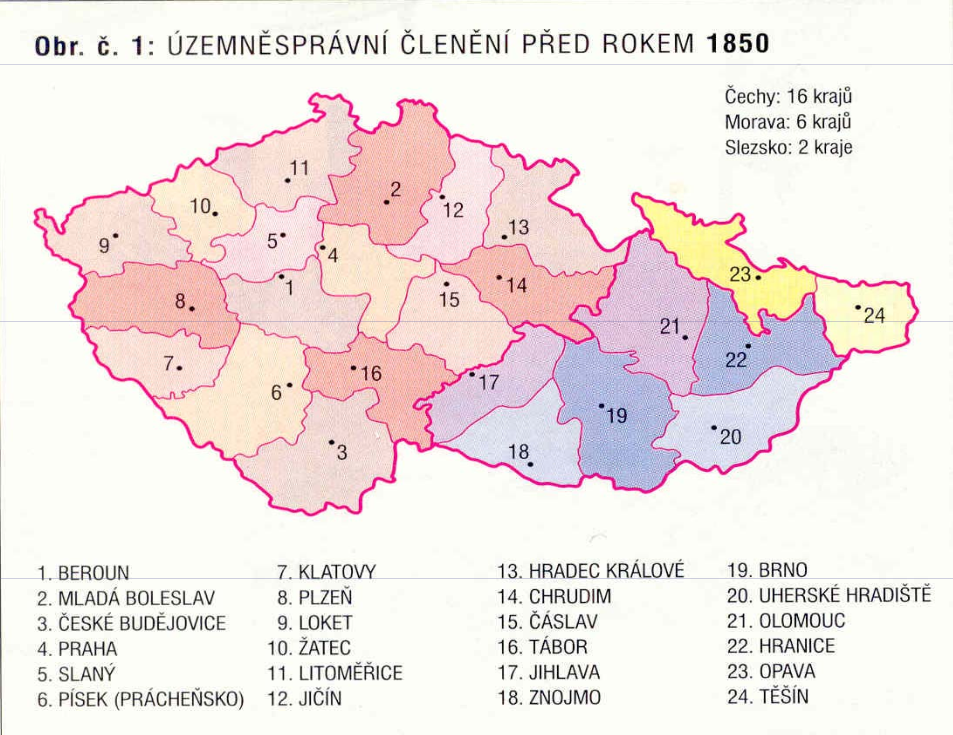 Obr. č. 1: ÚZEMNĚSPRÁVNÍ ČLENĚNÍ PŘED ROKEM 1850
Čechy: 16 krajů
Morava: 6 krajů
Slezsko: 2 kraje
11
2
10
12
5
13
9
4
23
1
14
15
8
24
21
22
7
16
17
6
19
20
3
18
1. BEROUN
2. MLADÁ BOLESLAV
3. ČESKÉ BUDĚJOVICE
4. PRAHA
5. SLANÝ
6. PÍSEK (PRÁCHEŇSKO)
7. KLATOVY
8. PLZEŇ
9. LOKET
10. ŽATEC
11. LITOMĚŘICE
12. JIČÍN
13. HRADEC KRÁLOVÉ
14. CHRUDIM
15. ČÁSLAV
16. TÁBOR
17. JIHLAVA
18. ZNOJMO
19. BRNO
20. UHERSKÉ HRADIŠTĚ
21. OLOMOUC
22. HRANICE
23. OPAVA
24. TĚŠÍN